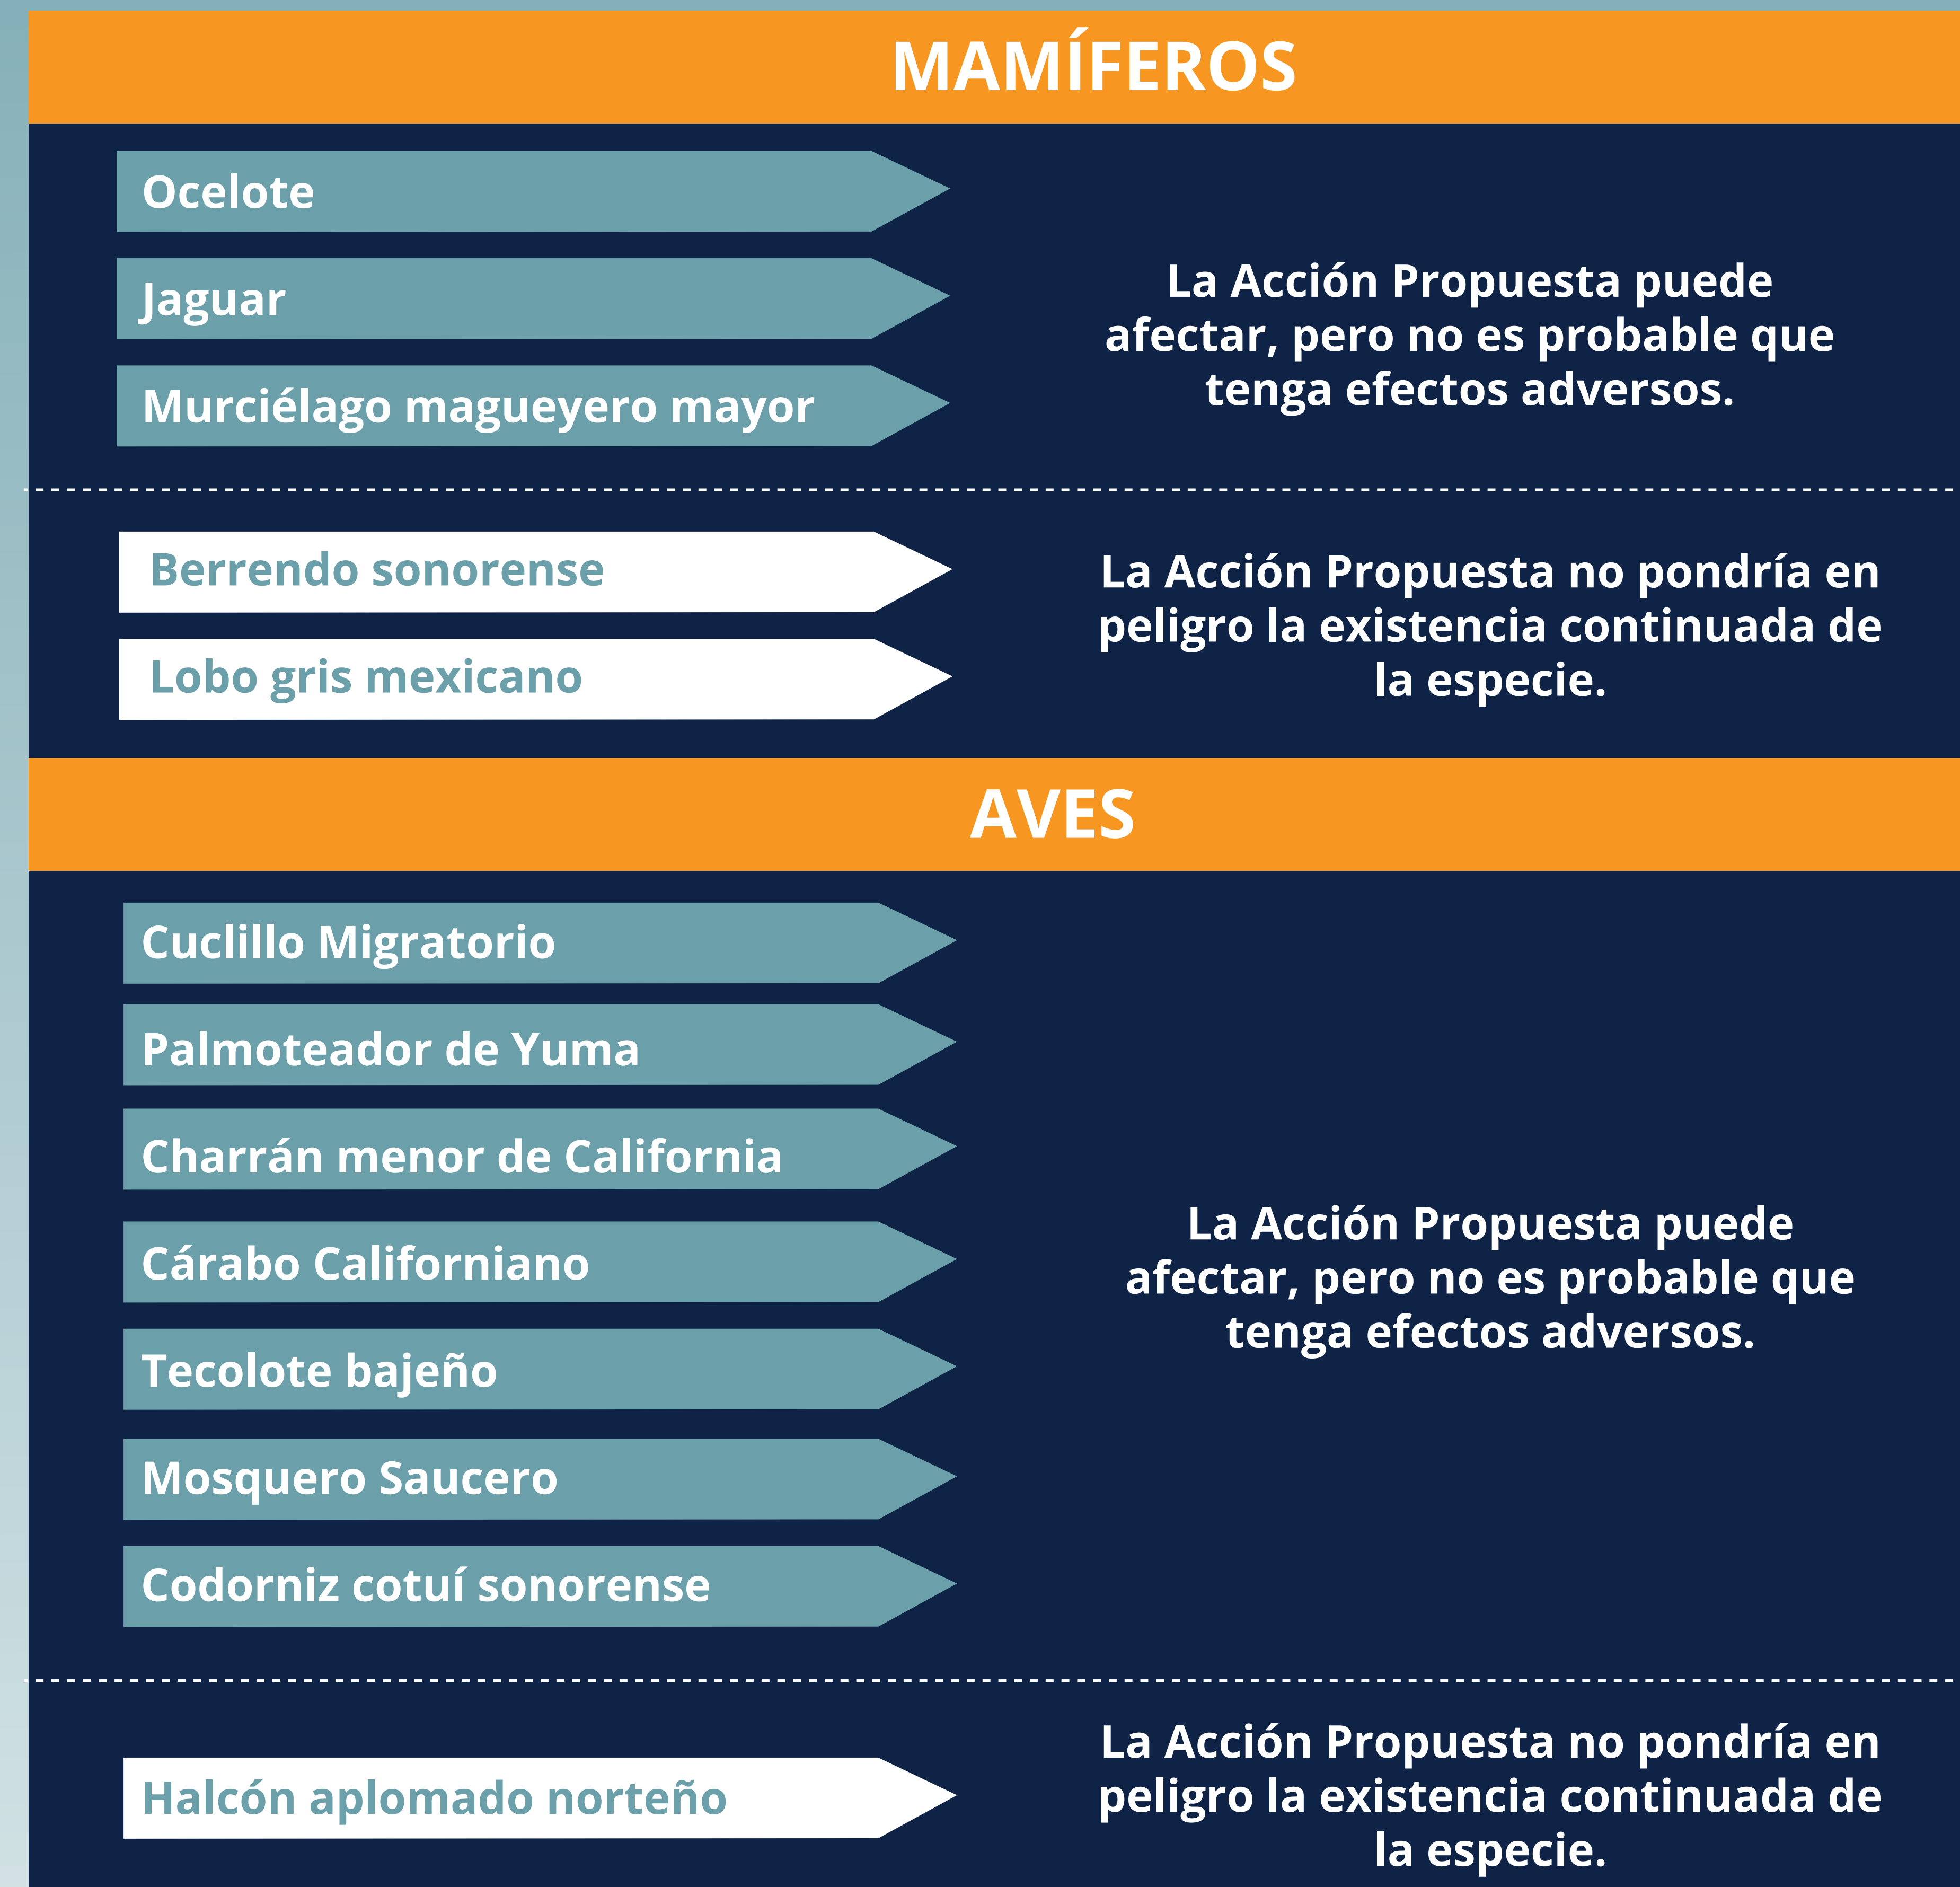 MAMÍFEROS
Ocelote
Jaguar
Murciélago magueyero mayor
La Acción Propuesta puede
afectar, pero no es probable que
tenga efectos adversos.
Berrendo sonorense
Lobo gris mexicano
La Acción Propuesta no pondría en
peligro la existencia continuada de
la especie.
AVES
Cuclillo Migratorio
Palmoteador de Yuma
Charrán menor de California
Cárabo Californiano
Tecolote bajeño
Mosquero Saucero
Codorniz cotuí sonorense
La Acción Propuesta puede
afectar, pero no es probable que
tenga efectos adversos.
Halcón aplomado norteño
La Acción Propuesta no pondría en
peligro la existencia continuada de
la especie.